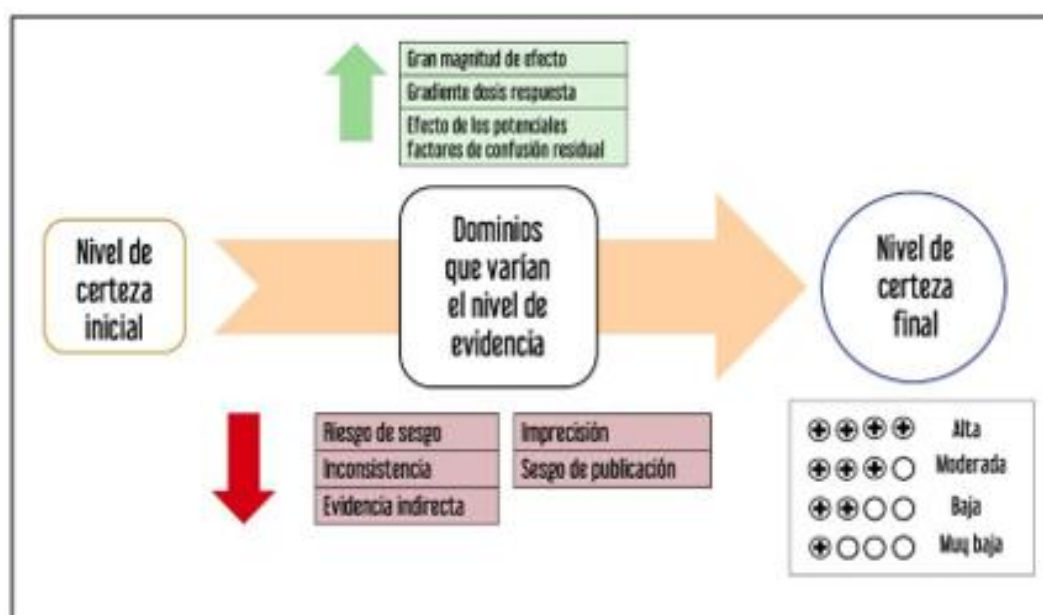 Gran magnitud de efecto
Gradiente dosis respuesta
Efecto de los potenciales
factores de confusión residual
Nivel de
certeza
inicial
Dominios
que varían
el nivel de
evidencia
Nivel de
certeza
final
Riesgo de sesgo
Inconsistencia
Evidencia indirecta
Imprecisión
Sesgo de publicación
Alta
Moderada
Baja
Muy baja